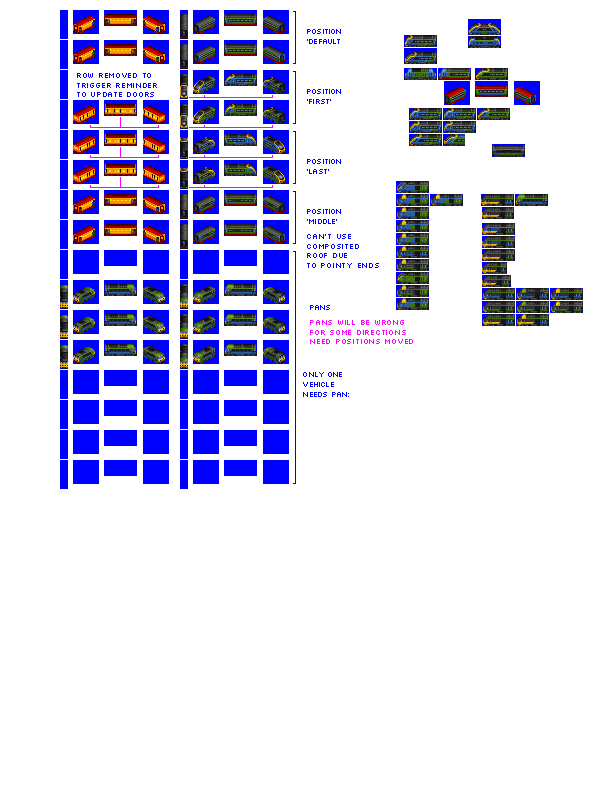 POSITION
'DEFAULT
ROW REMOVED TO
TRIGGER REMINDER
TO UPDATE DOORS
POSITION
'FIRST'
POSITION
'LAST'
POSITION
'MIDDLE'
CAN'T USE
COMPOSITED
ROOF DUE
TO POINTY ENDS
PANS
PANS WILL BE WRONG
FOR SOME DIRECTIONS
NEED POSITIONS MOVED
ONLY ONE
VEHICLE
NEEDS PAN: